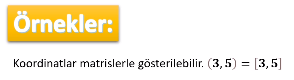 Örnekler:
Koordinatlar matrislerle gösterilebilir. (3, 5) = [3, 5]